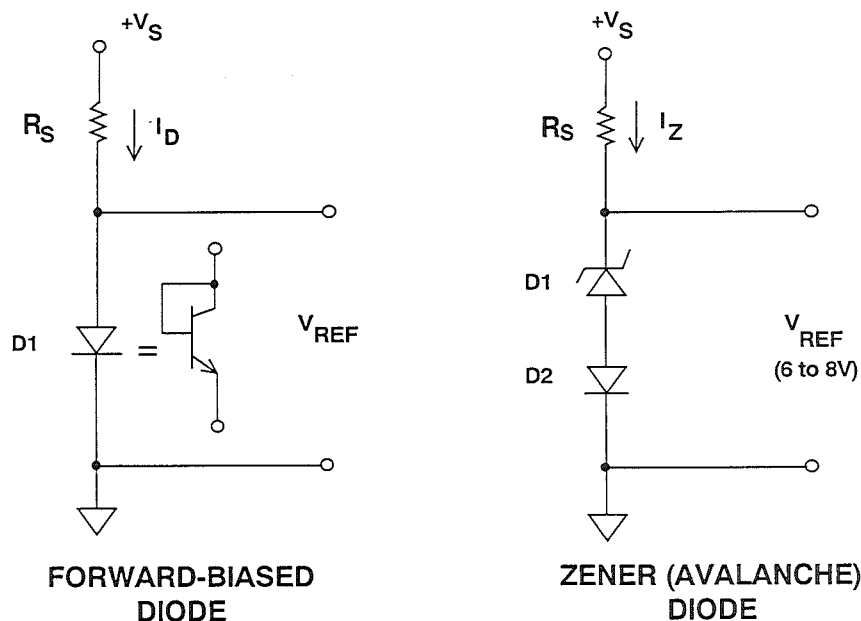 +VS
RS
ID
D1
=
VREF
FORWARD-BIASED
DIODE
+VS
RS
IZ
D1
D2
VREF
(6 to 8V)
ZENER (AVALANCHE)
DIODE